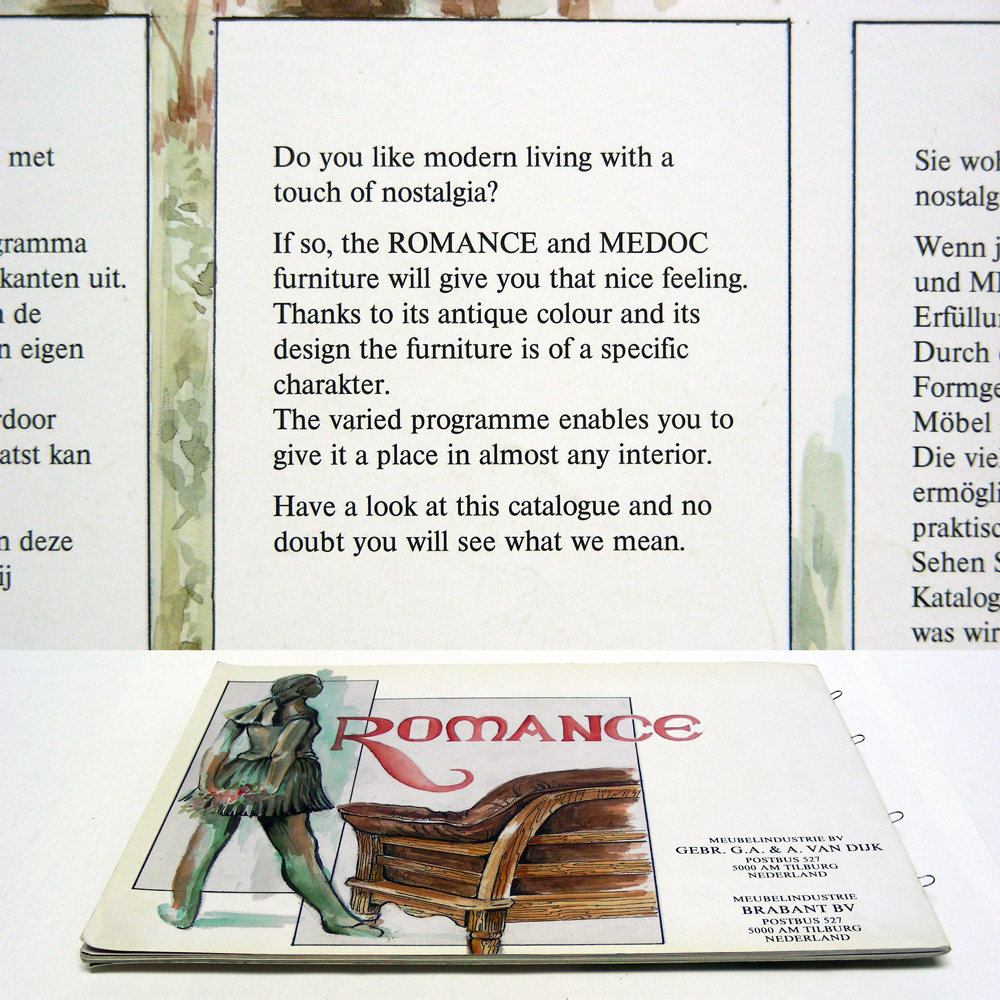 met
gramma
kanten uit.
de
eigen
atst kan
deze
Do you like modern living with a
touch of nostalgia?
If so, the ROMANCE and MEDOC
furniture will give you that nice feeling.
Thanks to its antique colour and its
design the furniture is of a specific
charakter.
The varied programme enables you to
give it a place in almost any interior.
Have a look at this catalogue and no
doubt you will see what we mean.
Sie
nostalg
Wenn
und
Durch
Formge
Möbel
Die
ermögli
praktisc
Sehen
Katalog
was wir
ROMANCE
MEUBELINDUSTRIE BV
GEBR. G.A. & A. VAN DIJK
POSTBUS 527
5000 AM TILBURG
NEDERLAND
MEUBELINDUSTRIE
BRABANT BV
POSTBUS 527
5000 AM TILBURG
NEDERLAND